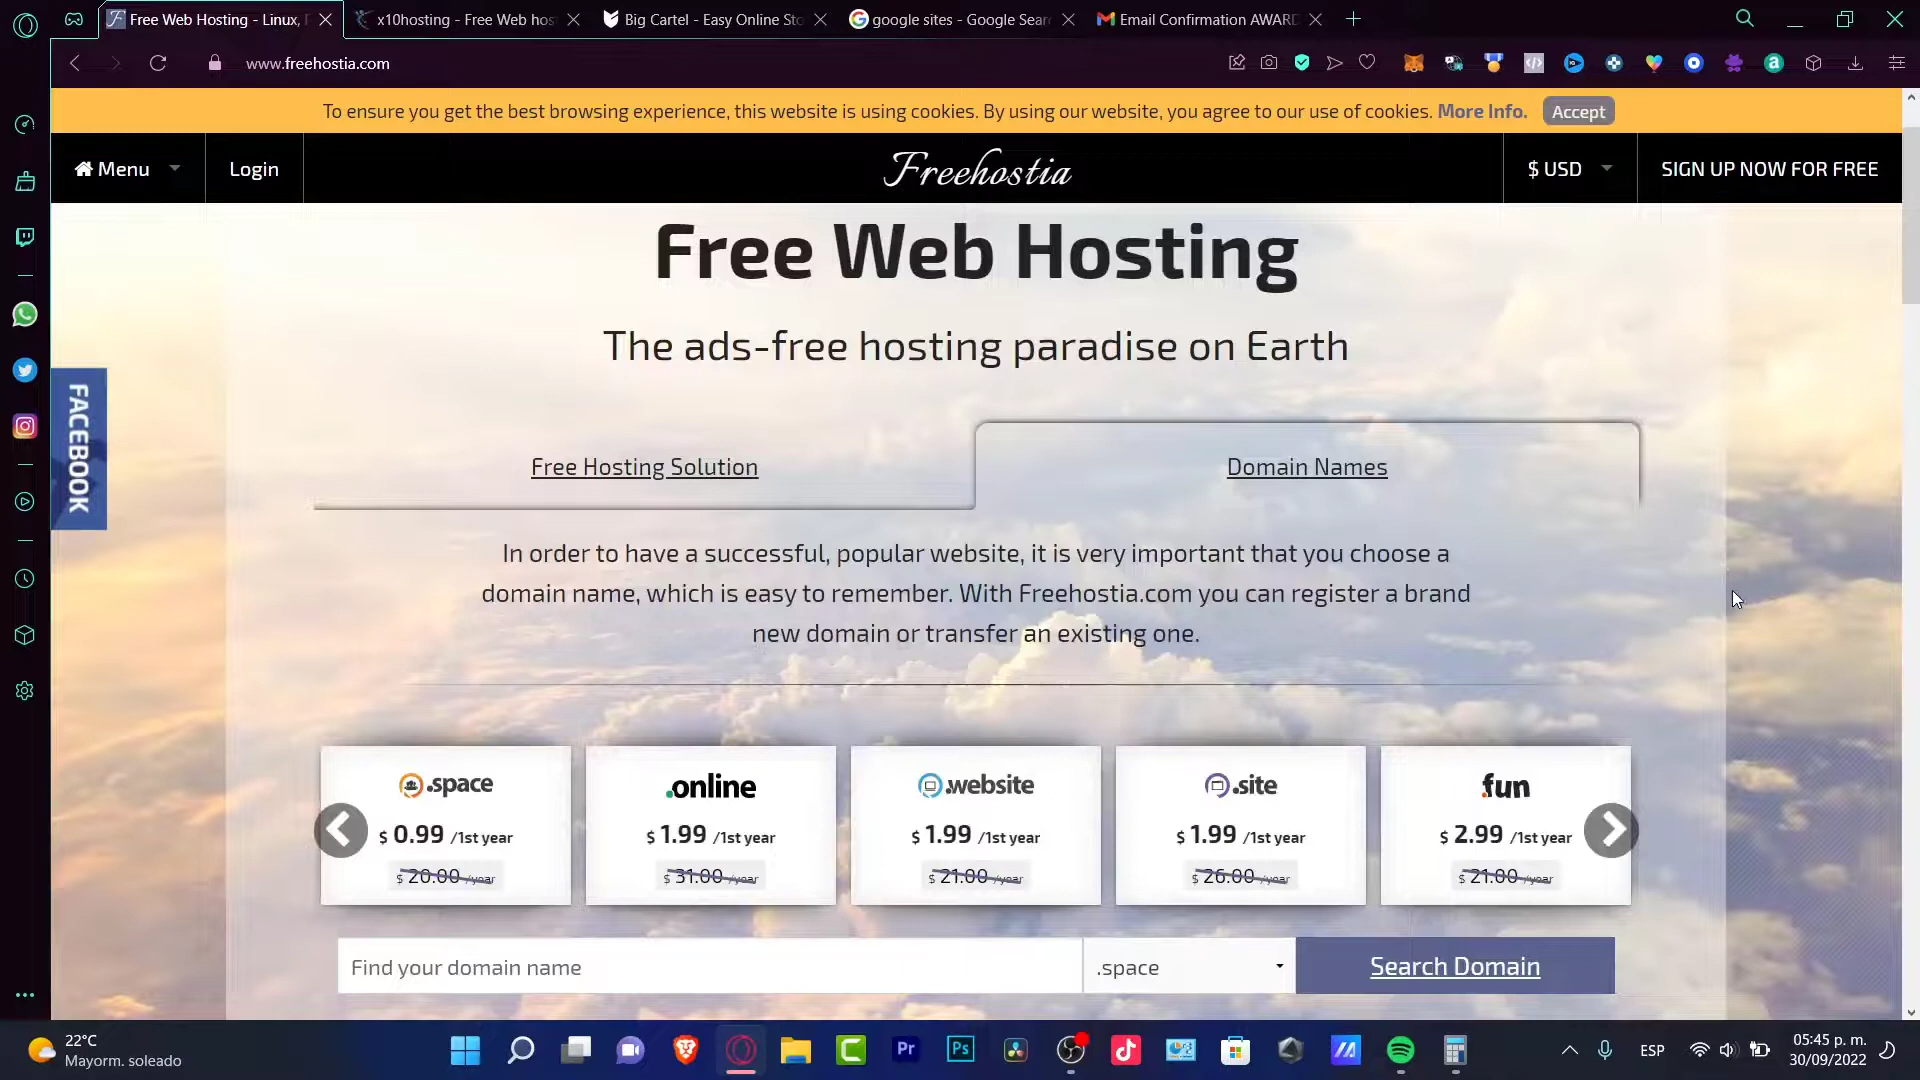 Free Web Hosting - Linux,
x10hosting - Free Web hos
Big Cartel - Easy Online Sto
google sites - Google Sear
Email Confirmation AWARD
www.freehostia.com
To ensure you get the best browsing experience, this website is using cookies. By using our website, you agree to our use of cookies. More Info. Accept
Menu
Login
Freehostia
$ USD
SIGN UP NOW FOR FREE
Free Web Hosting
The ads-free hosting paradise on Earth
FACEBOOK
Free Hosting Solution
Domain Names
In order to have a successful, popular website, it is very important that you choose a
domain name, which is easy to remember. With Freehostia.com you can register a brand
new domain or transfer an existing one.
.space
$ 0.99 /1st year
$ 20.00 /year
.online
$ 1.99 /1st year
$ 31.00 /year
.website
$ 1.99 /1st year
$ 21.00 /year
.site
$ 1.99 /1st year
$ 26.00 /year
.fun
$ 2.99 /1st year
$ 21.00 /year
Find your domain name
.space
Search Domain
22°C
Mayorm. soleado
Pr
Ps
ESP
05:45 p. m.
30/09/2022